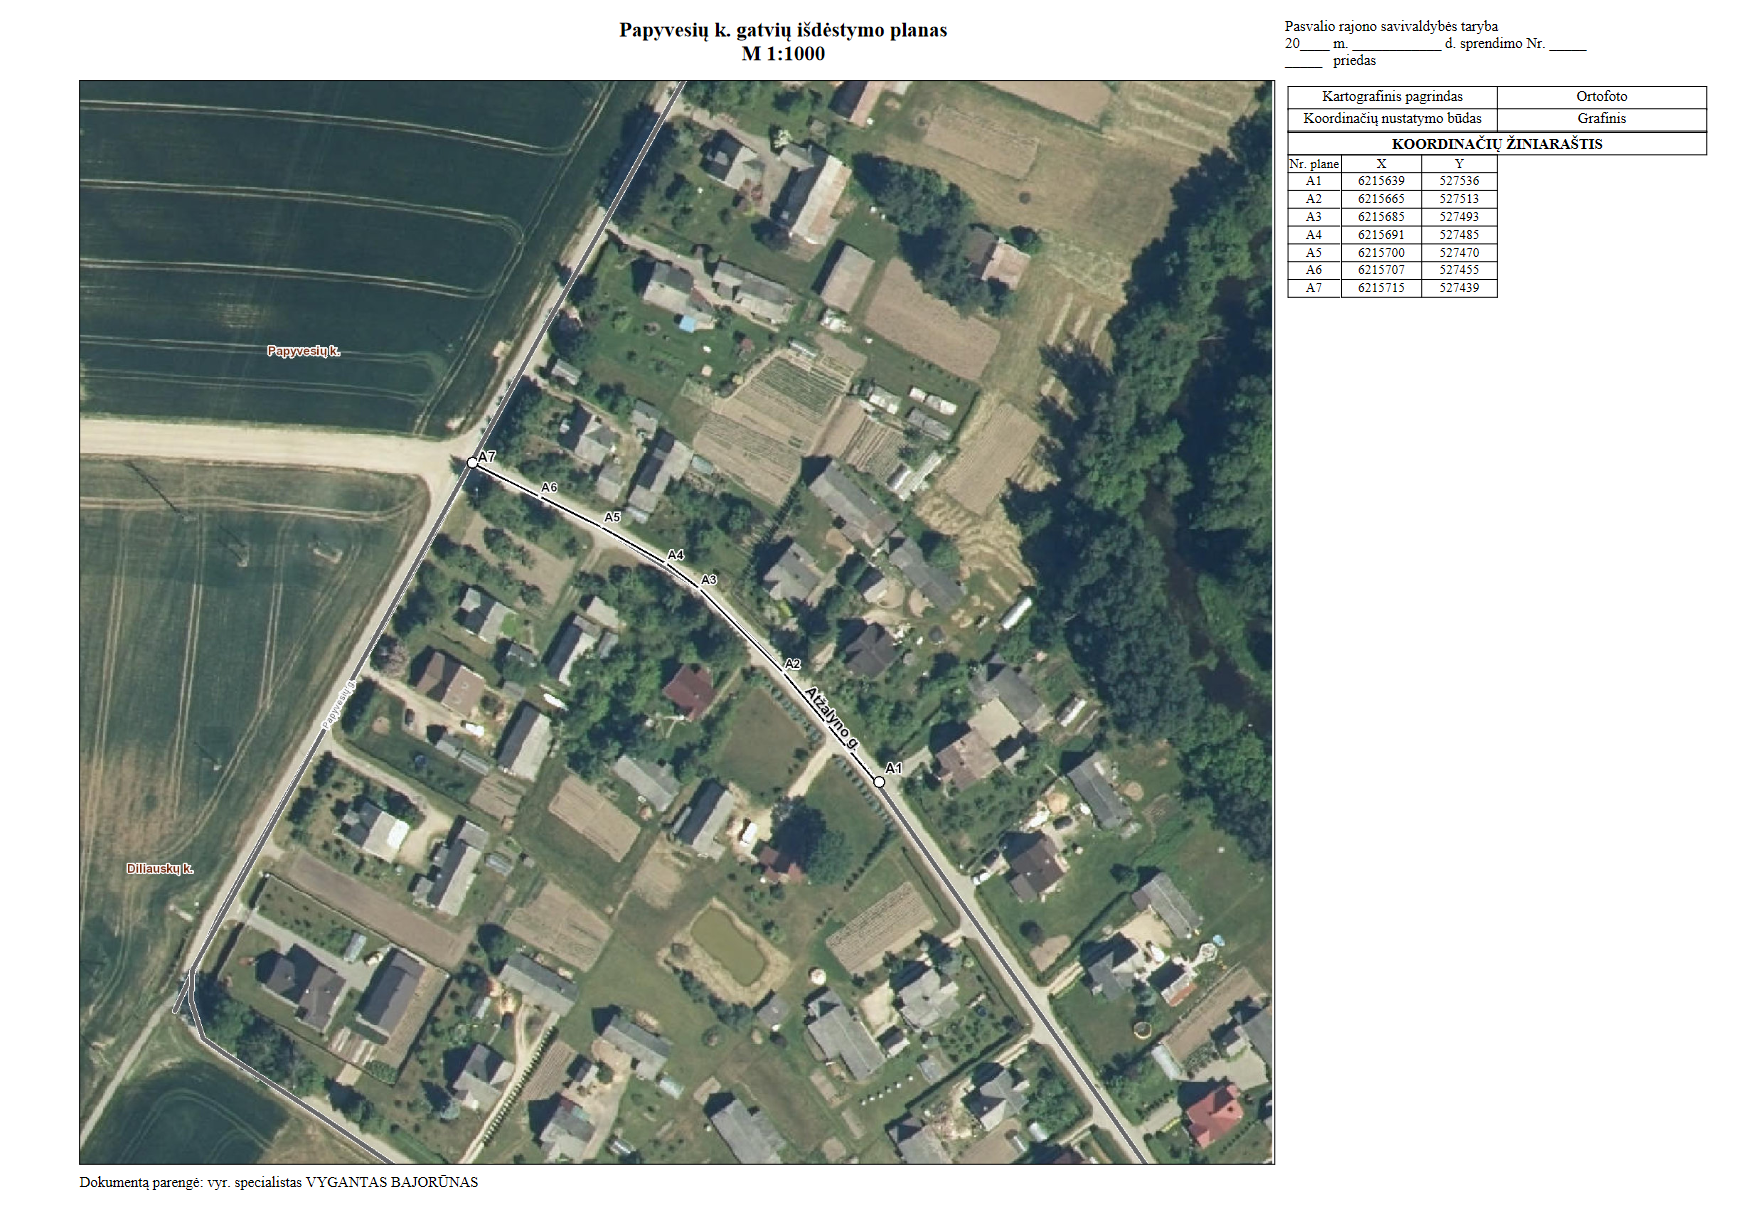 Papyvesių k. gatvių išdėstymo planas
M 1:1000
Pasvalio rajono savivaldybės taryba
20____ m. ____________ d. sprendimo Nr. _____
_____ priedas
Kartografinis pagrindas Ortofoto
Koordinačių nustatymo būdas Grafinis
KOORDINAČIŲ ŽINIARAŠTIS
Nr. plane X Y
A1 6215639 527536
A2 6215665 527513
A3 6215685 527493
A4 6215691 527485
A5 6215700 527470
A6 6215707 527455
A7 6215715 527439
Papyvesių k.
A7
A6
A5
A4
A3
A2
Atžalyno g.
A1
Papyvesių g.
Diliauskų k.
Dokumentą parengė: vyr. specialistas VYGANTAS BAJORŪNAS